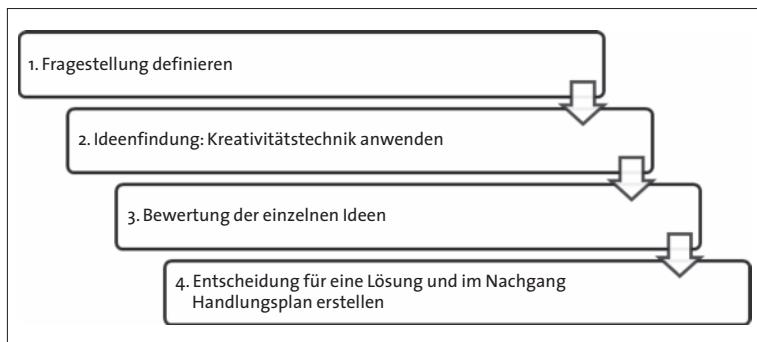 1. Fragestellung definieren
2. Ideenfindung: Kreativitätstechnik anwenden
3. Bewertung der einzelnen Ideen
4. Entscheidung für eine Lösung und im Nachgang
Handlungsplan erstellen